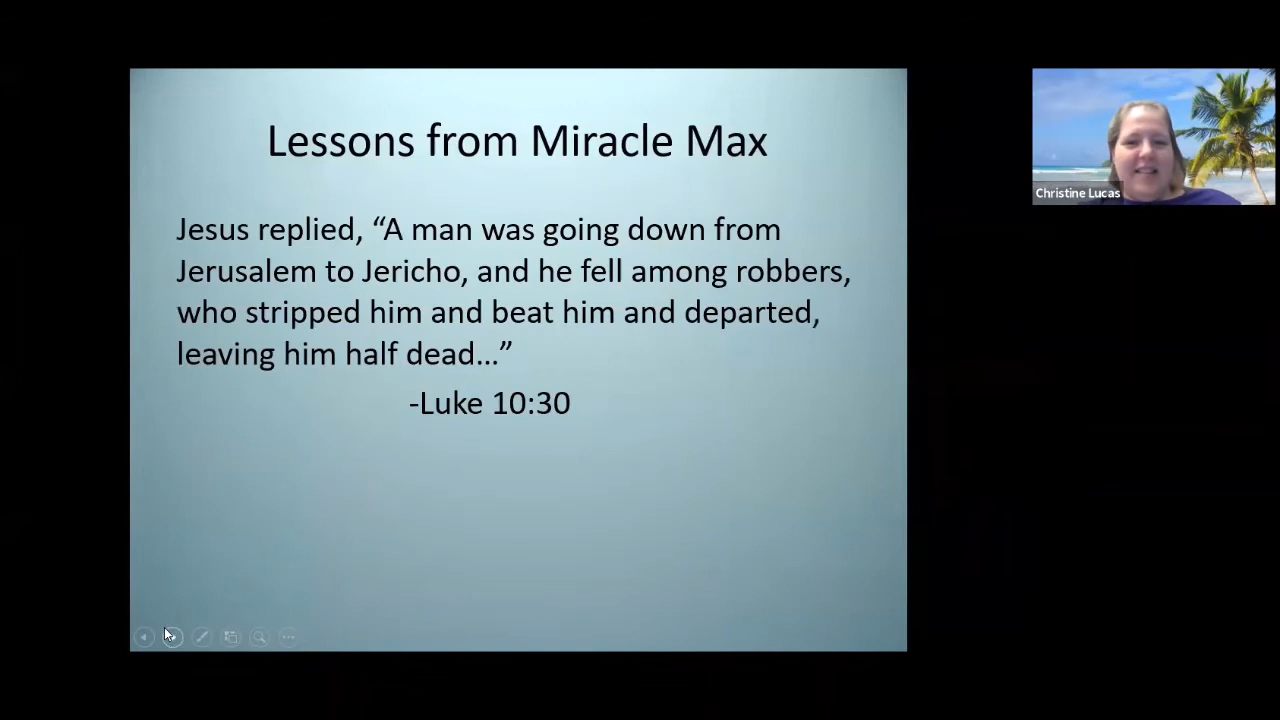 Lessons from Miracle Max
Jesus replied, “A man was going down from
Jerusalem to Jericho, and he fell among robbers,
who stripped him and beat him and departed,
leaving him half dead…”
-Luke 10:30
Christine Lucas